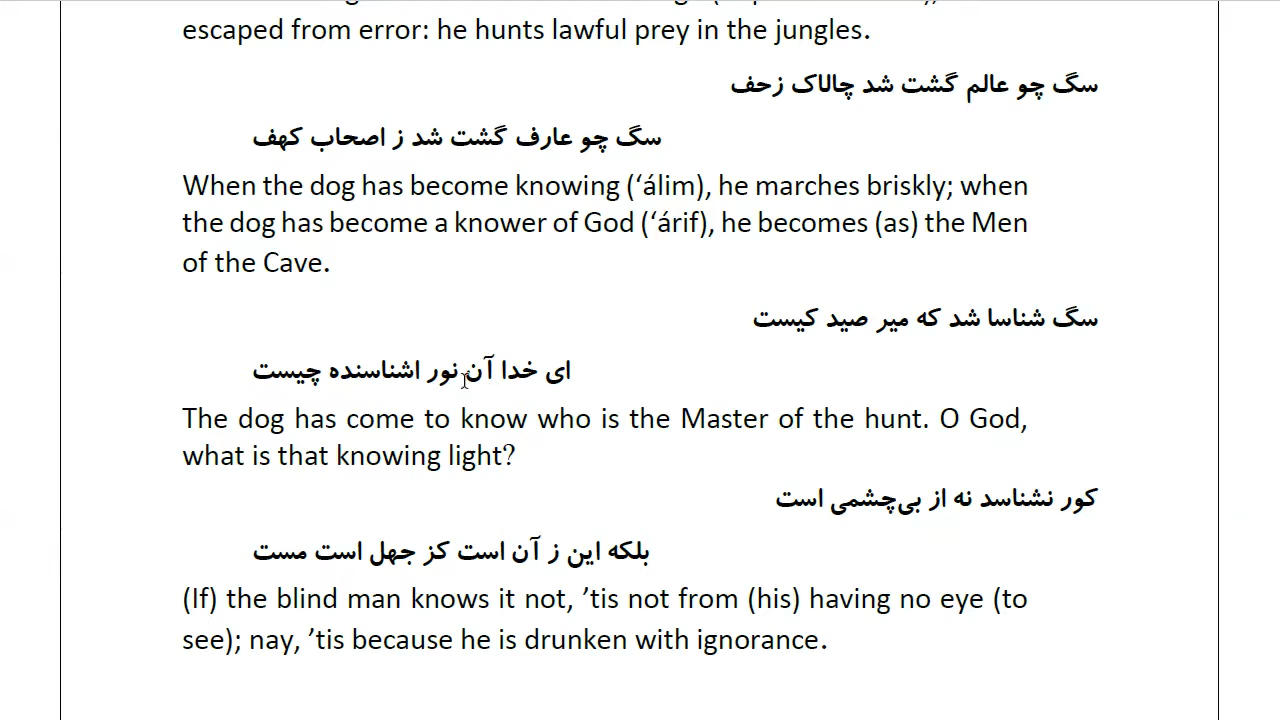 escaped from error: he hunts lawful prey in the jungles.
سگ چو عالم گشت شد چالاک زحف
سگ چو عارف گشت شد ز اصحاب کهف
When the dog has become knowing (‘álim), he marches briskly; when
the dog has become a knower of God (‘árif), he becomes (as) the Men
of the Cave.
سگ شناسا شد که میر صید کیست
ای خدا آن نور اشناسنده چیست
The dog has come to know who is the Master of the hunt. O God,
what is that knowing light?
کور نشناسد نه از بی‌چشمی است
بلکه این ز آن است کز جهل است مست
(If) the blind man knows it not, ’tis not from (his) having no eye (to
see); nay, ’tis because he is drunken with ignorance.